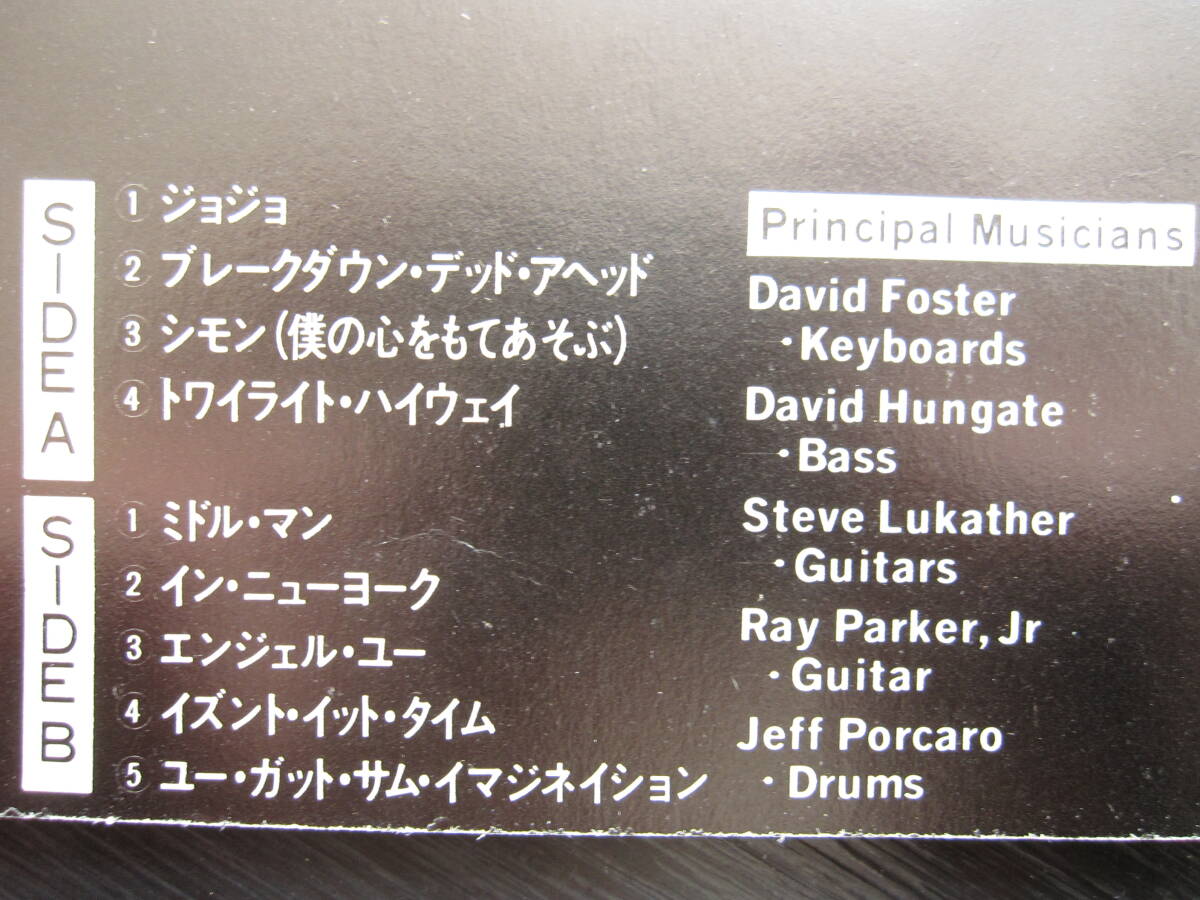 SIDE A
① ジョジョ
② ブレークダウン・デッド・アヘッド
③ シモン(僕の心をもてあそぶ)
④ トワイライト・ハイウェイ
SIDE B
① ミドル・マン
② イン・ニューヨーク
③ エンジェル・ユー
④ イズント・イット・タイム
⑤ ユー・ガット・サム・イマジネイション
Principal Musicians
David Foster
・Keyboards
David Hungate
・Bass
Steve Lukather
・Guitars
Ray Parker, Jr
・Guitar
Jeff Porcaro
・Drums